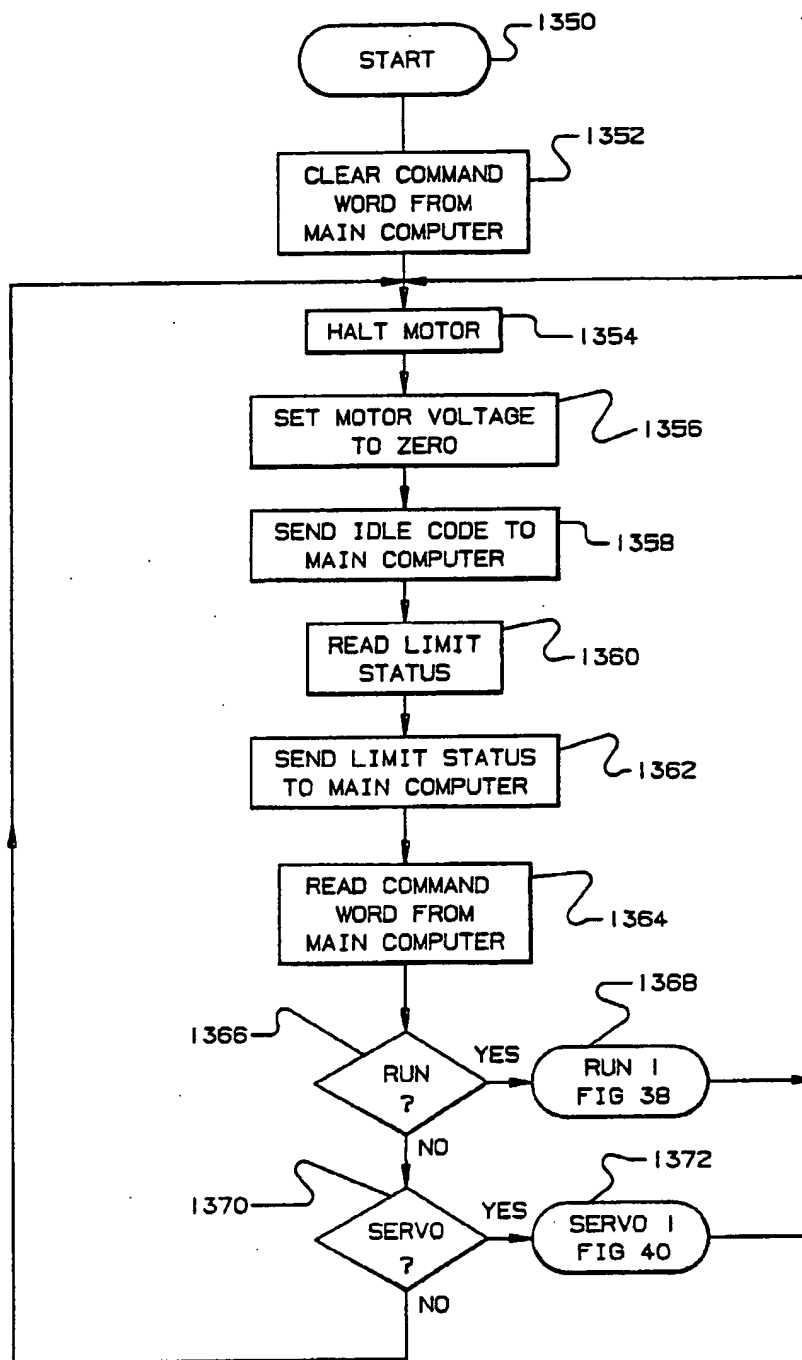 1350
START
1352
CLEAR COMMAND
WORD FROM
MAIN COMPUTER
HALT MOTOR
1354
SET MOTOR VOLTAGE
TO ZERO
1356
SEND IDLE CODE TO
MAIN COMPUTER
1358
READ LIMIT
STATUS
1360
SEND LIMIT STATUS
TO MAIN COMPUTER
1362
READ COMMAND
WORD FROM
MAIN COMPUTER
1364
1366
RUN
?
YES
1368
RUN 1
FIG 38
NO
1370
SERVO
?
YES
1372
SERVO 1
FIG 40
NO